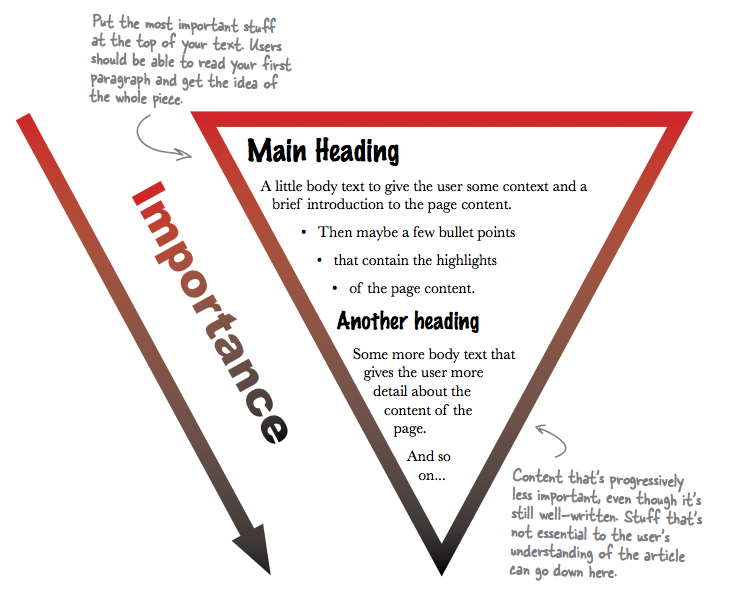 Put the most important stuff
at the top of your text. Users
should be able to read your first
paragraph and get the idea of
the whole piece.
Importance
Main Heading
A little body text to give the user some context and a
brief introduction to the page content.
• Then maybe a few bullet points
• that contain the highlights
• of the page content.
Another heading
Some more body text that
gives the user more
detail about the
content of the
page.
And so
on...
Content that's progressively
less important, even though it's
still well-written. Stuff that's
not essential to the user's
understanding of the article
can go down here.